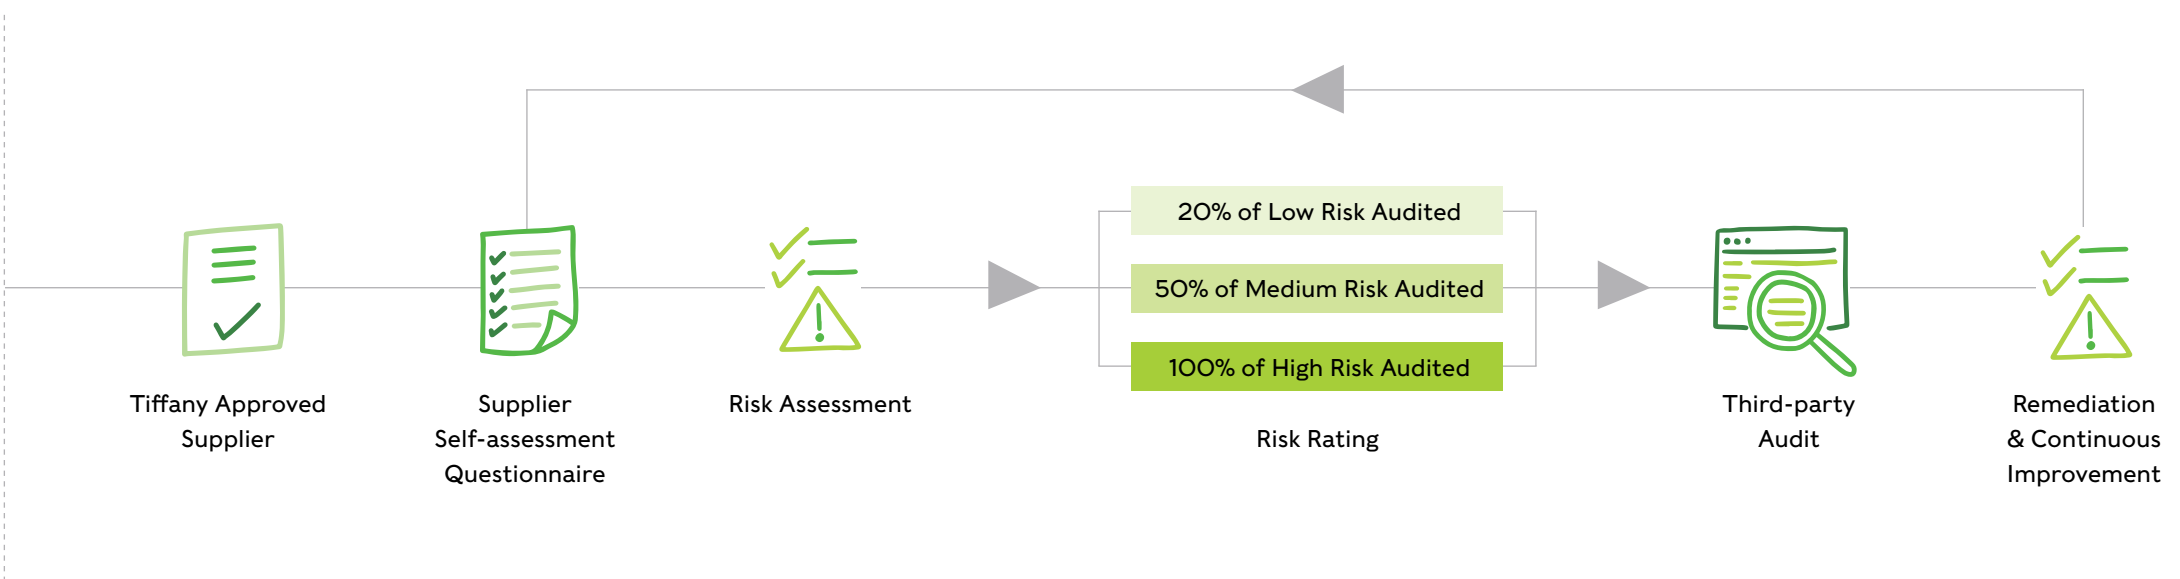 20% of Low Risk Audited
50% of Medium Risk Audited
100% of High Risk Audited
Tiffany Approved
Supplier
Supplier
Self-assessment
Questionnaire
Risk Assessment
Risk Rating
Third-party
Audit
Remediation
& Continuous
Improvement